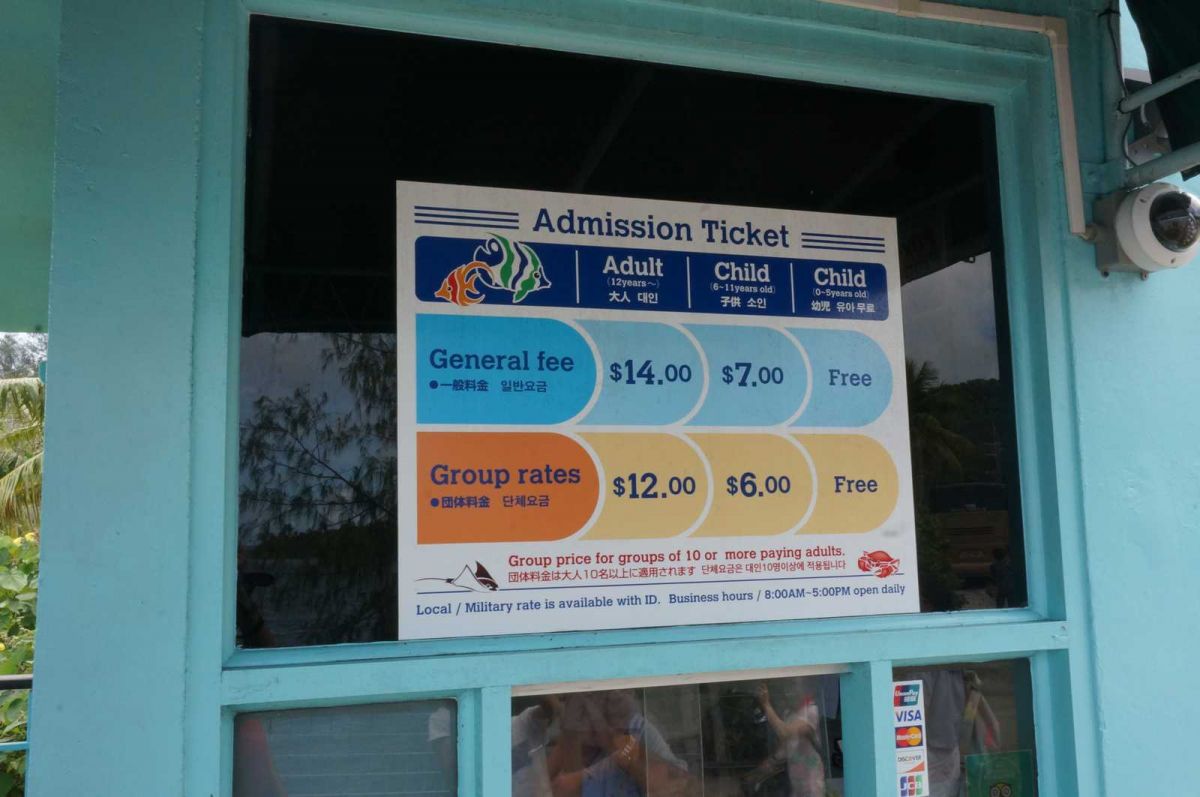 Admission Ticket
Adult
(12years~)
大人 대인
Child
(6~11years old)
子供 소인
Child
(0~5years old)
幼児 유아 무료
General fee
●一般料金 일반요금
$14.00
$7.00
Free
Group rates
●団体料金 단체요금
$12.00
$6.00
Free
Group price for groups of 10 or more paying adults.
団体料金は大人10名以上に適用されます 단체요금은 대인10명이상에 적용됩니다
Local / Military rate is available with ID. Business hours / 8:00AM~5:00PM open daily
UnionPay
银联
VISA
MasterCard
DISCOVER
JCB